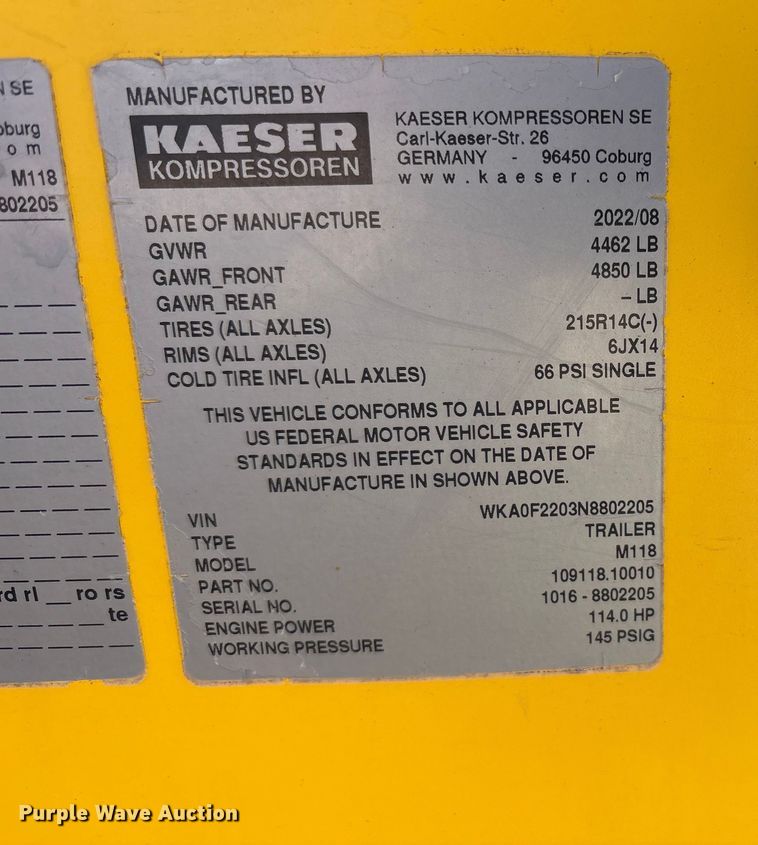 N SE
oburg
o m
M118
802205
rd rl __ ro rs
te
MANUFACTURED BY
KAESER
KOMPRESSOREN
KAESER KOMPRESSOREN SE
Carl-Kaeser-Str. 26
GERMANY - 96450 Coburg
www.kaeser.com
DATE OF MANUFACTURE 2022/08
GVWR 4462 LB
GAWR_FRONT 4850 LB
GAWR_REAR – LB
TIRES (ALL AXLES) 215R14C(-)
RIMS (ALL AXLES) 6JX14
COLD TIRE INFL (ALL AXLES) 66 PSI SINGLE
THIS VEHICLE CONFORMS TO ALL APPLICABLE
US FEDERAL MOTOR VEHICLE SAFETY
STANDARDS IN EFFECT ON THE DATE OF
MANUFACTURE IN SHOWN ABOVE.
VIN WKA0F2203N8802205
TYPE TRAILER
MODEL M118
PART NO. 109118.10010
SERIAL NO. 1016 - 8802205
ENGINE POWER 114.0 HP
WORKING PRESSURE 145 PSIG
Purple Wave Auction